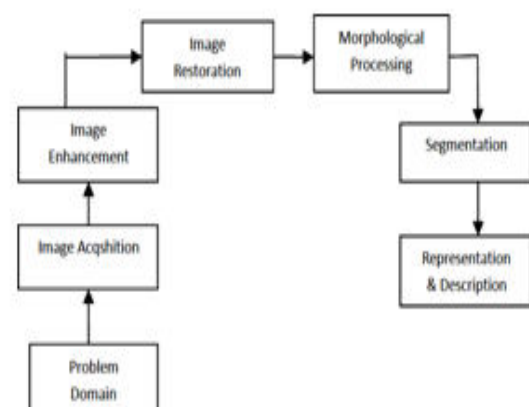 Image
Restoration
Morphological
Processing
Image
Enhancement
Segmentation
Image Acqshition
Representation
& Description
Problem
Domain